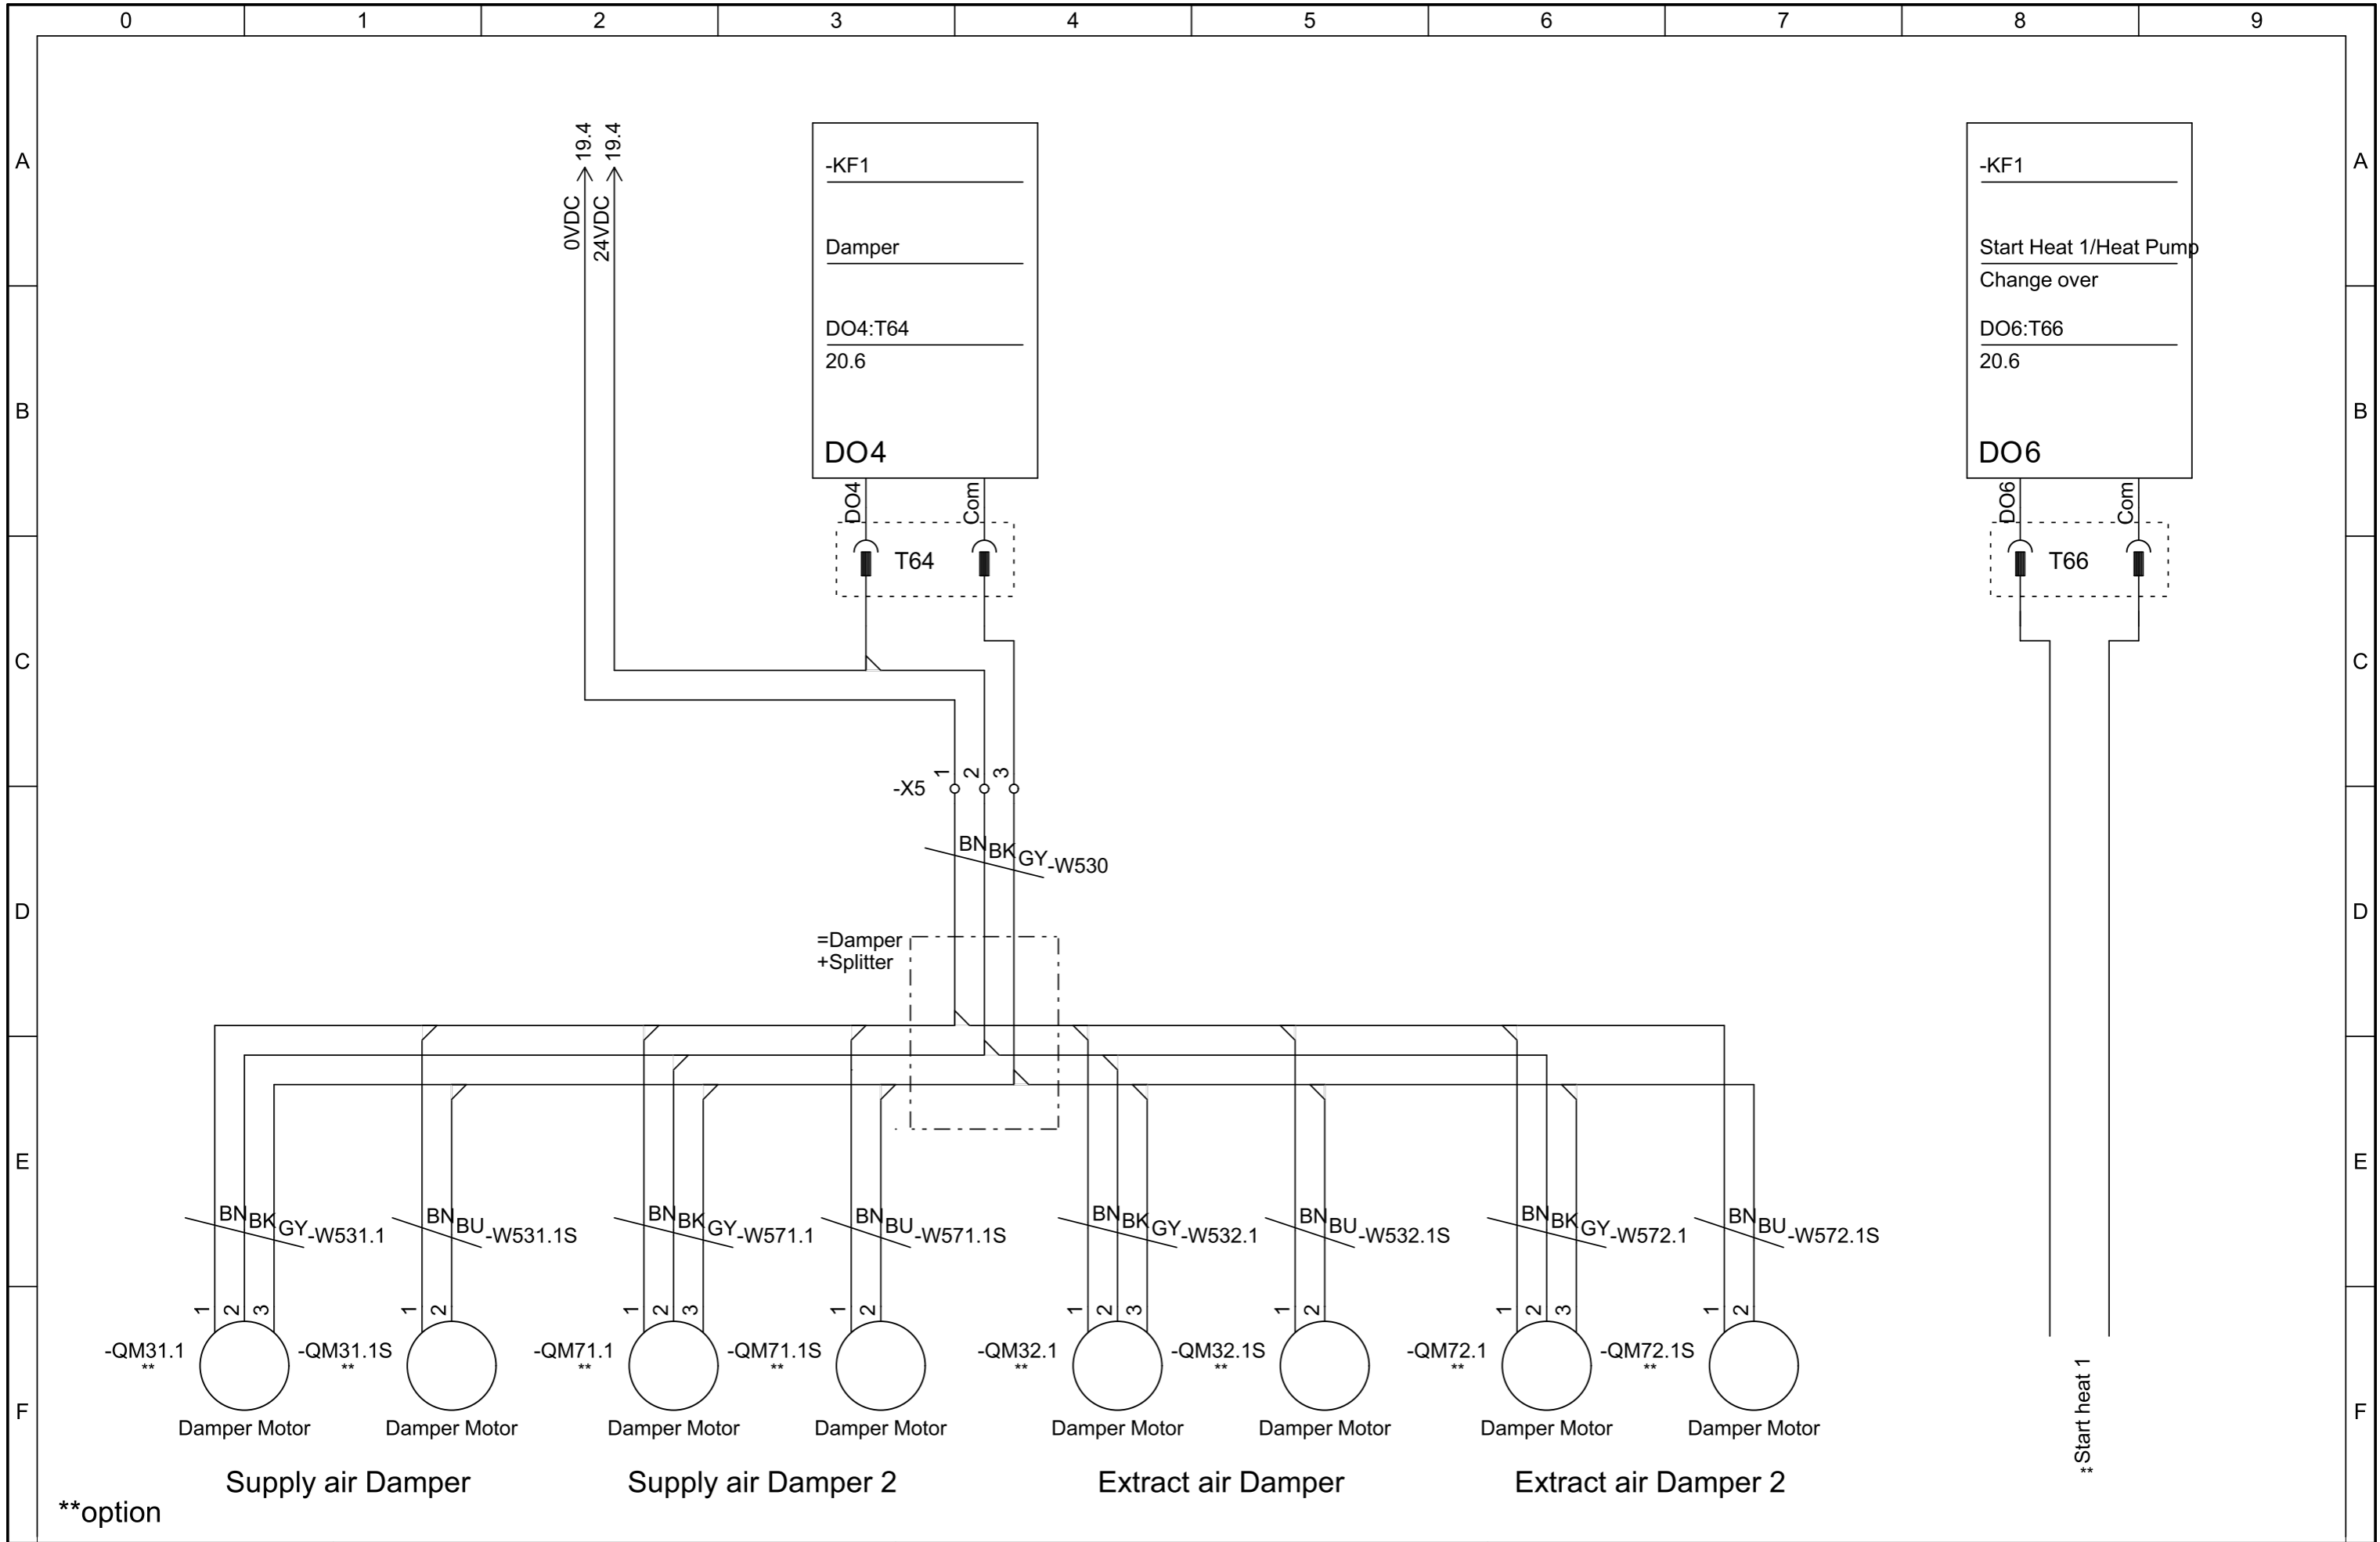 0 1 2 3 4 5 6 7 8 9
A
B
C
D
E
F
A
B
C
D
E
F
0VDC
19.4
24VDC
19.4
-KF1
Damper
DO4:T64
20.6
DO4
DO4
Com
T64
-KF1
Start Heat 1/Heat Pump
Change over
DO6:T66
20.6
DO6
DO6
Com
T66
-X5
1
2
3
BN BK GY -W530
=Damper
+Splitter
BN BK GY -W531.1
BN BU -W531.1S
BN BK GY -W571.1
BN BU -W571.1S
BN BK GY -W532.1
BN BU -W532.1S
BN BK GY -W572.1
BN BU -W572.1S
1 2 3
1 2
1 2 3
1 2
1 2 3
1 2
1 2 3
1 2
-QM31.1
**
-QM31.1S
**
-QM71.1
**
-QM71.1S
**
-QM32.1
**
-QM32.1S
**
-QM72.1
**
-QM72.1S
**
Damper Motor
Damper Motor
Damper Motor
Damper Motor
Damper Motor
Damper Motor
Damper Motor
Damper Motor
Start heat 1
**
Supply air Damper
Supply air Damper 2
Extract air Damper
Extract air Damper 2
**option